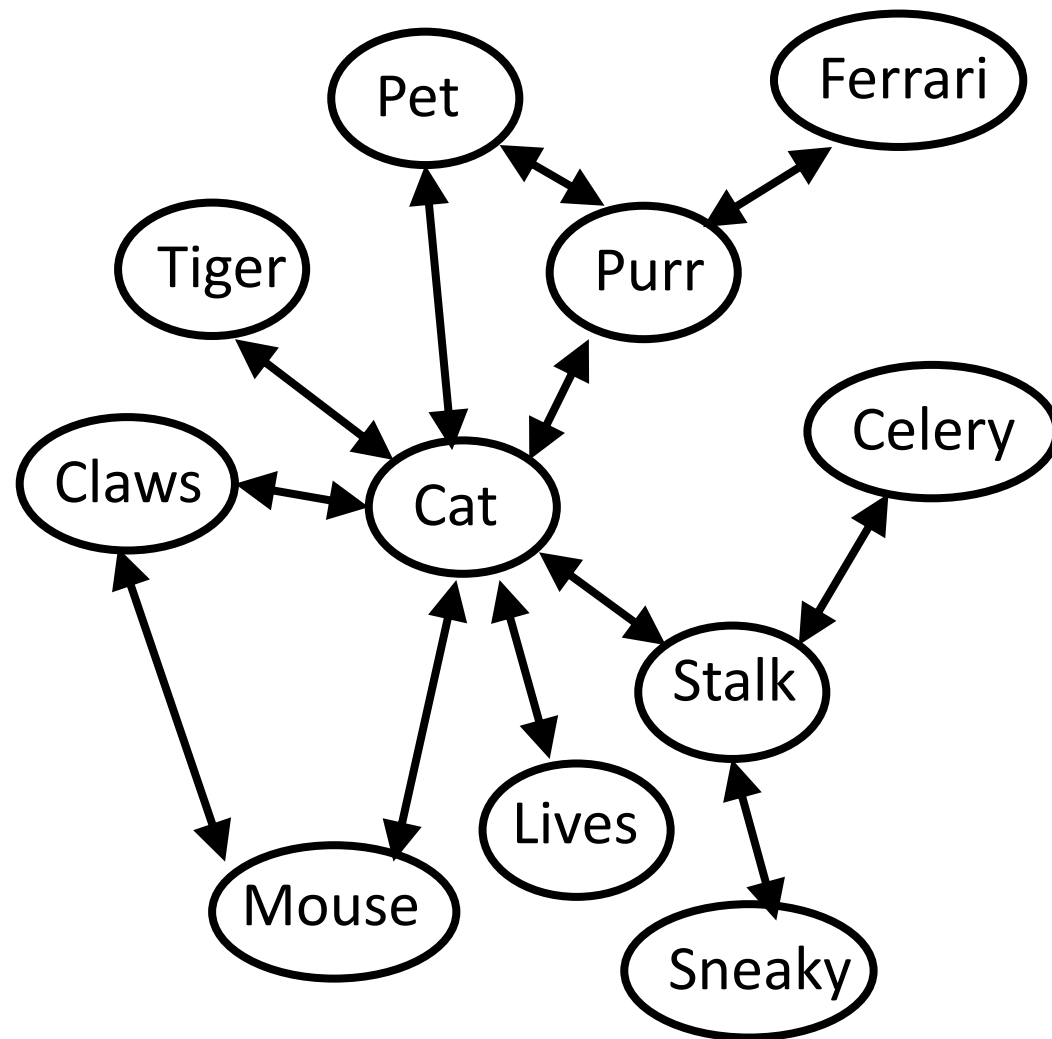 Ferrari
Pet
Tiger
Purr
Celery
Claws
Cat
Stalk
Lives
Mouse
Sneaky